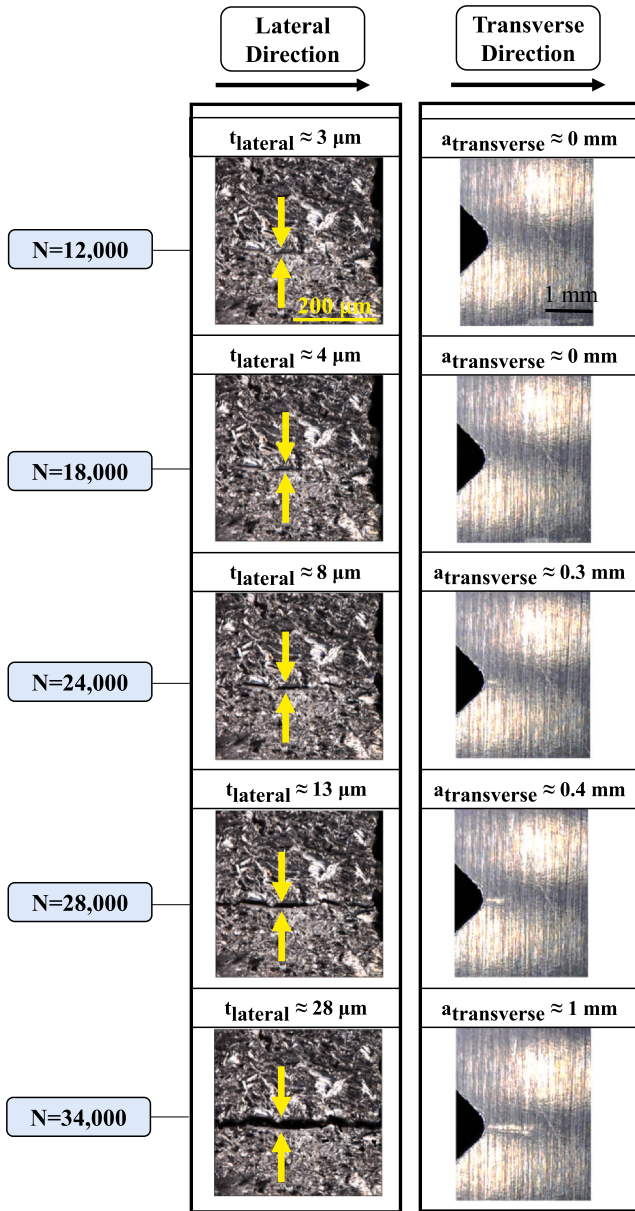 Lateral
Direction
Transverse
Direction
t_lateral ≈ 3 μm
a_transverse ≈ 0 mm
N=12,000
200 μm
1 mm
t_lateral ≈ 4 μm
a_transverse ≈ 0 mm
N=18,000
t_lateral ≈ 8 μm
a_transverse ≈ 0.3 mm
N=24,000
t_lateral ≈ 13 μm
a_transverse ≈ 0.4 mm
N=28,000
t_lateral ≈ 28 μm
a_transverse ≈ 1 mm
N=34,000